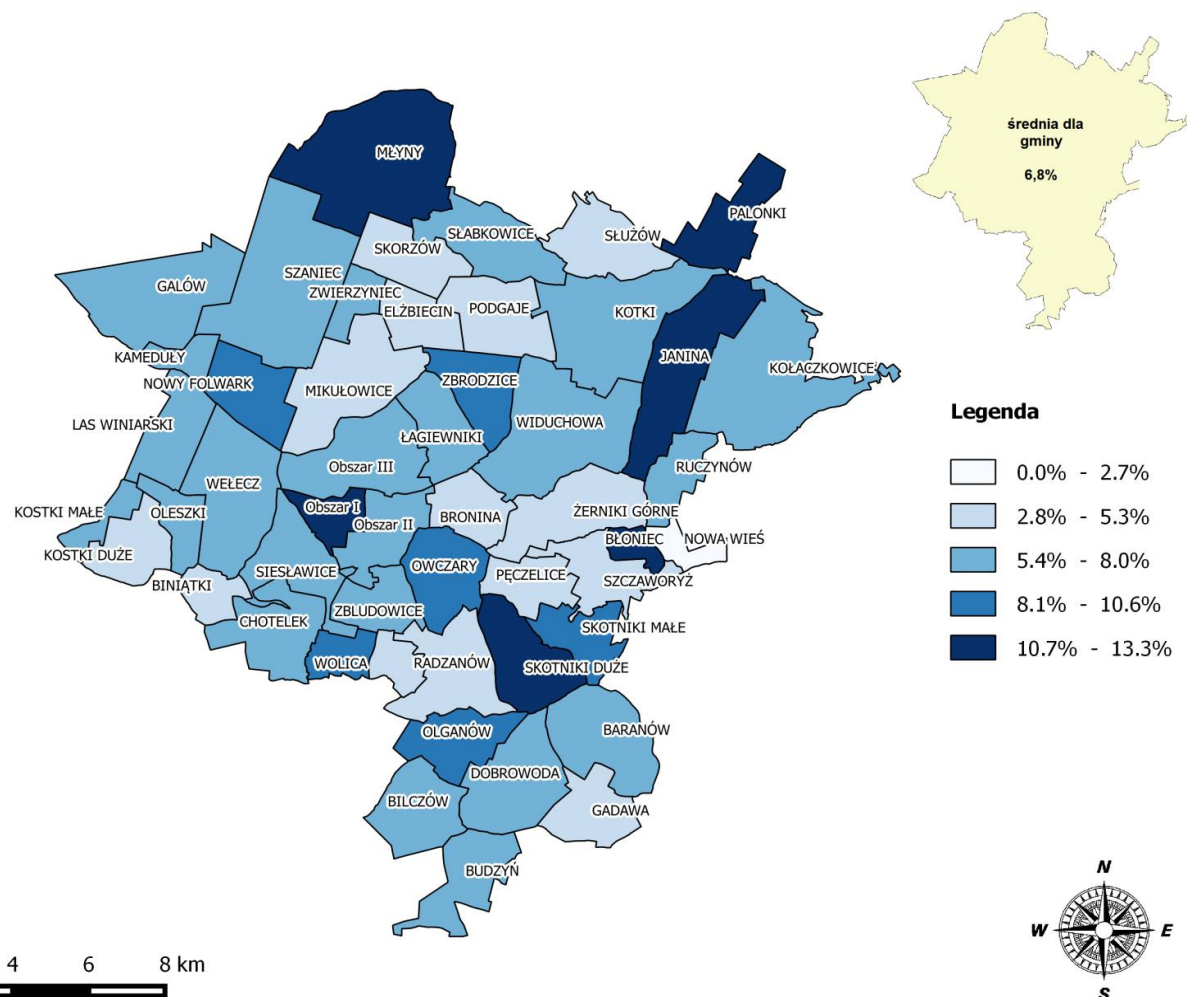 średnia dla
gminy
6,8%
MŁYNY
PALONKI
SŁABKOWICE
SŁUŻÓW
SKORZÓW
SZANIEC
GALÓW
ZWIERZYNIEC
ELŻBIECIN
PODGAJE
KOTKI
JANINA
KAMEDUŁY
KOŁACZKOWICE
NOWY FOLWARK
MIKUŁOWICE
ZBRODZICE
LAS WINIARSKI
ŁAGIEWNIKI
WIDUCHOWA
Obszar III
RUCZYNÓW
WEŁECZ
Obszar I
KOSTKI MAŁE
OLESZKI
Obszar II
BRONINA
ŻERNIKI GÓRNE
BŁONIEC
NOWA WIEŚ
KOSTKI DUŻE
OWCZARY
SIESŁAWICE
PĘCZELICE
SZCZAWORYŻ
BINIĄTKI
ZBLUDOWICE
CHOTELEK
SKOTNIKI MAŁE
WOLICA
RADZANÓW
SKOTNIKI DUŻE
OLGANÓW
BARANÓW
DOBROWODA
BILCZÓW
GADAWA
BUDZYŃ
Legenda
0.0% - 2.7%
2.8% - 5.3%
5.4% - 8.0%
8.1% - 10.6%
10.7% - 13.3%
N
W E
S
4 6 8 km